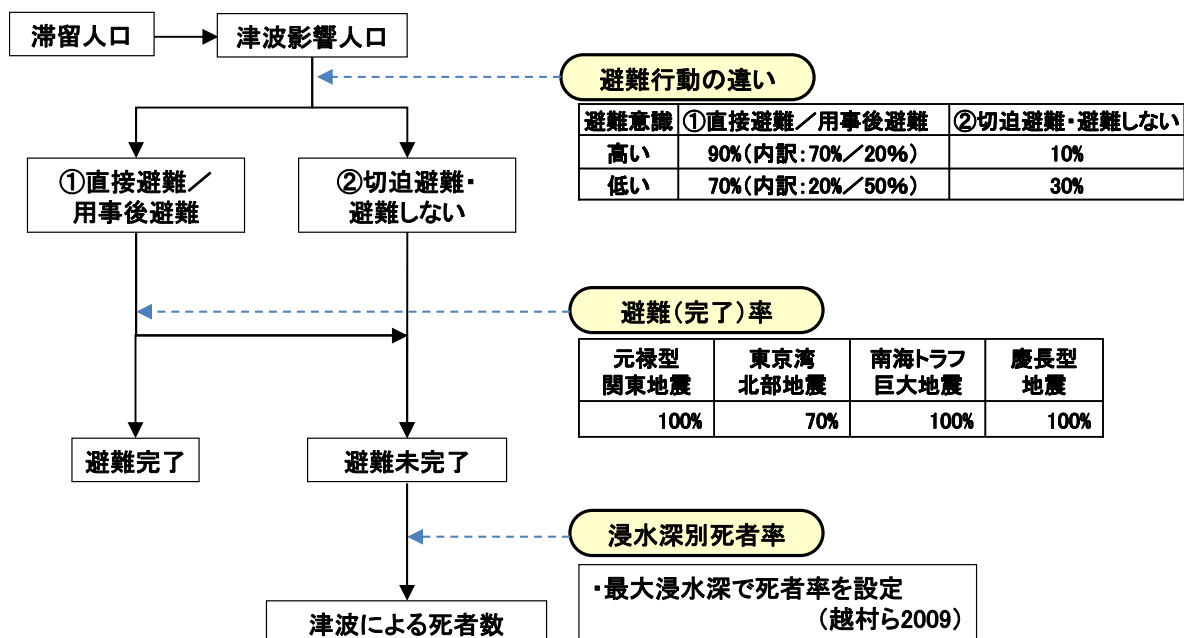 滞留人口
津波影響人口
避難行動の違い
避難意識 ①直接避難／用事後避難 ②切迫避難・避難しない
高い 90%(内訳:70%／20%) 10%
低い 70%(内訳:20%／50%) 30%
①直接避難／
用事後避難
②切迫避難・
避難しない
避難(完了)率
元禄型 東京湾 南海トラフ 慶長型
関東地震 北部地震 巨大地震 地震
100% 70% 100% 100%
避難完了
避難未完了
浸水深別死者率
・最大浸水深で死者率を設定
(越村ら2009)
津波による死者数